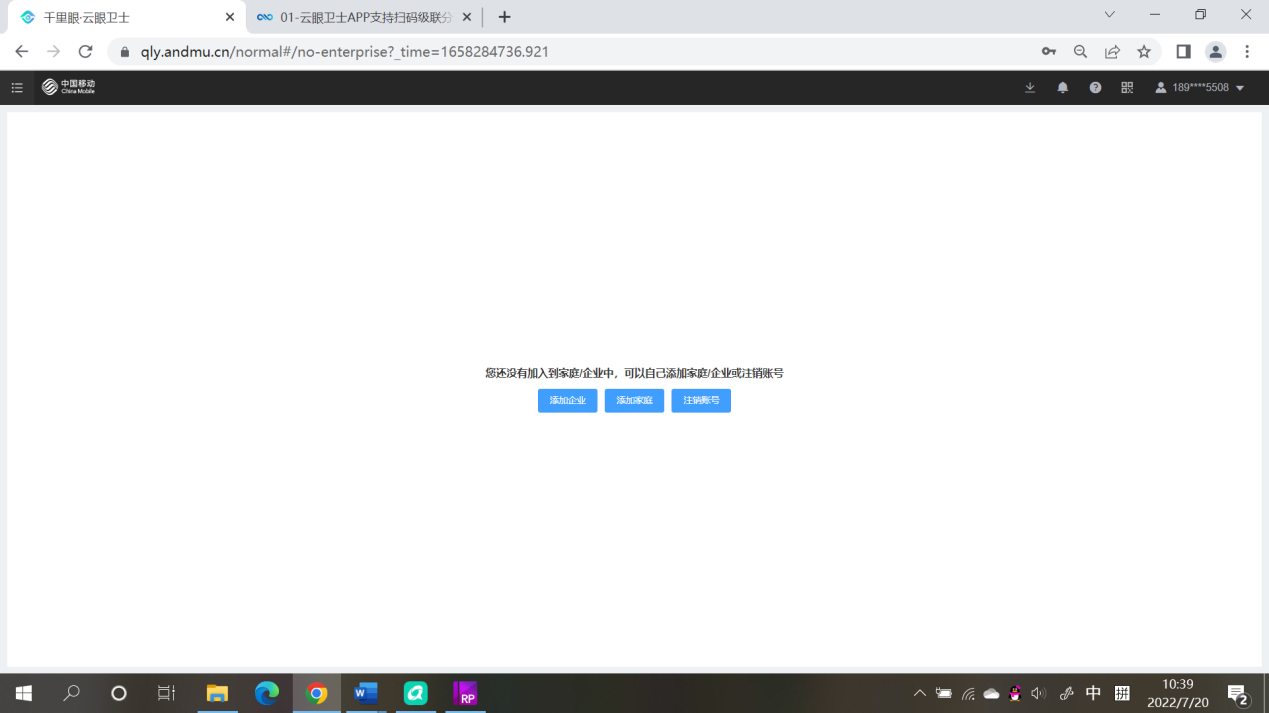 千里眼·云眼卫士
01-云眼卫士APP支持扫码级联分
qly.andmu.cn/normal#/no-enterprise?_time=1658284736.921
中国移动
China Mobile
189****5508
您还没有加入到家庭/企业中，可以自己添加家庭/企业或注销账号
添加企业 添加家庭 注销账号
W
RP
中
拼
10:39
2022/7/20
2